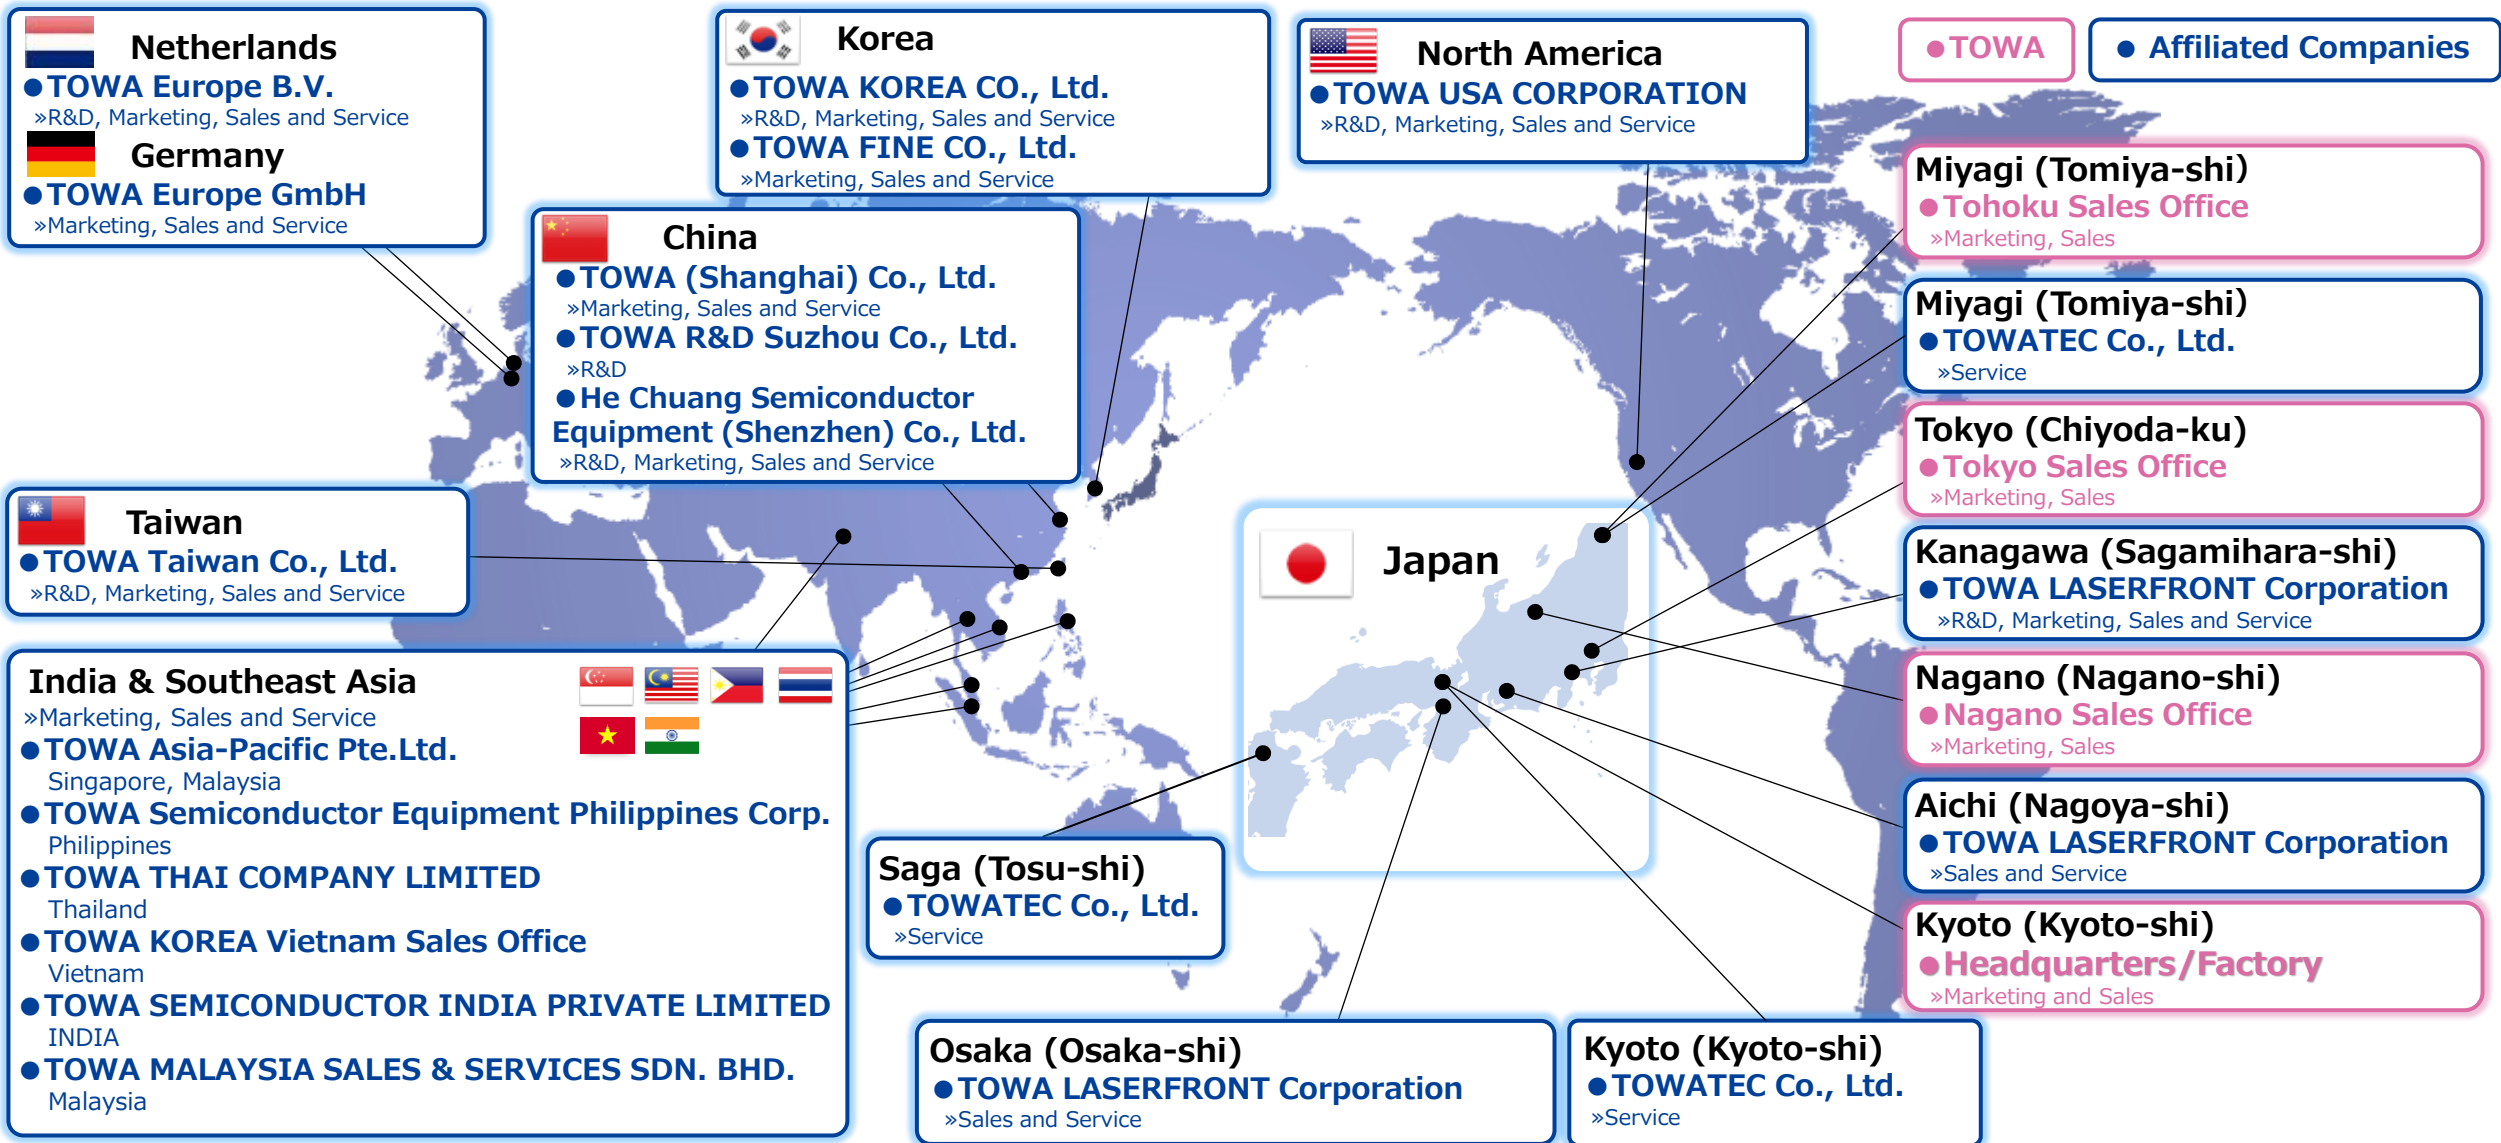 Netherlands
●TOWA Europe B.V.
»R&D, Marketing, Sales and Service
Germany
●TOWA Europe GmbH
»Marketing, Sales and Service
Korea
●TOWA KOREA CO., Ltd.
»R&D, Marketing, Sales and Service
●TOWA FINE CO., Ltd.
»Marketing, Sales and Service
North America
●TOWA USA CORPORATION
»R&D, Marketing, Sales and Service
●TOWA
● Affiliated Companies
China
●TOWA (Shanghai) Co., Ltd.
»Marketing, Sales and Service
●TOWA R&D Suzhou Co., Ltd.
»R&D
●He Chuang Semiconductor
Equipment (Shenzhen) Co., Ltd.
»R&D, Marketing, Sales and Service
Taiwan
●TOWA Taiwan Co., Ltd.
»R&D, Marketing, Sales and Service
India & Southeast Asia
»Marketing, Sales and Service
●TOWA Asia-Pacific Pte.Ltd.
Singapore, Malaysia
●TOWA Semiconductor Equipment Philippines Corp.
Philippines
●TOWA THAI COMPANY LIMITED
Thailand
●TOWA KOREA Vietnam Sales Office
Vietnam
●TOWA SEMICONDUCTOR INDIA PRIVATE LIMITED
INDIA
●TOWA MALAYSIA SALES & SERVICES SDN. BHD.
Malaysia
Japan
Miyagi (Tomiya-shi)
●Tohoku Sales Office
»Marketing, Sales
Miyagi (Tomiya-shi)
●TOWATEC Co., Ltd.
»Service
Tokyo (Chiyoda-ku)
●Tokyo Sales Office
»Marketing, Sales
Kanagawa (Sagamihara-shi)
●TOWA LASERFRONT Corporation
»R&D, Marketing, Sales and Service
Nagano (Nagano-shi)
●Nagano Sales Office
»Marketing, Sales
Aichi (Nagoya-shi)
●TOWA LASERFRONT Corporation
»Sales and Service
Kyoto (Kyoto-shi)
●Headquarters/Factory
»Marketing and Sales
Saga (Tosu-shi)
●TOWATEC Co., Ltd.
»Service
Osaka (Osaka-shi)
●TOWA LASERFRONT Corporation
»Sales and Service
Kyoto (Kyoto-shi)
●TOWATEC Co., Ltd.
»Service